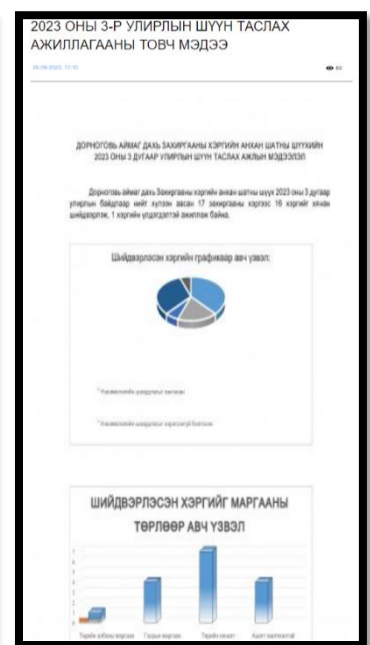 2023 ОНЫ 3-Р УЛИРЛЫН ШҮҮН ТАСЛАХ
АЖИЛЛАГААНЫ ТОВЧ МЭДЭЭ
ДОРНОГОВЬ АЙМАГ ДАХЬ ЗАХИРГААНЫ ХЭРГИЙН АНХАН ШАТНЫ ШҮҮХИЙН
2023 ОНЫ 3 ДУГААР УЛИРЛЫН ШҮҮН ТАСЛАХ АЖЛЫН МЭДЭЭЛЭЛ
Дорноговь аймаг дахь Захиргааны хэргийн анхан шатны шүүх 2023 оны 3 дугаар
улирлын байдлаар нийт хүлээн авсан 17 захиргааны хэргээс 16 хэргийг хянан
шийдвэрлэж, 1 хэргийн үлдэгдэлтэй ажиллаж байна.
Шийдвэрлэсэн хэргийн графикаар авч үзвэл:
ШИЙДВЭРЛЭСЭН ХЭРГИЙГ МАРГААНЫ
ТӨРЛӨӨР АВЧ ҮЗВЭЛ